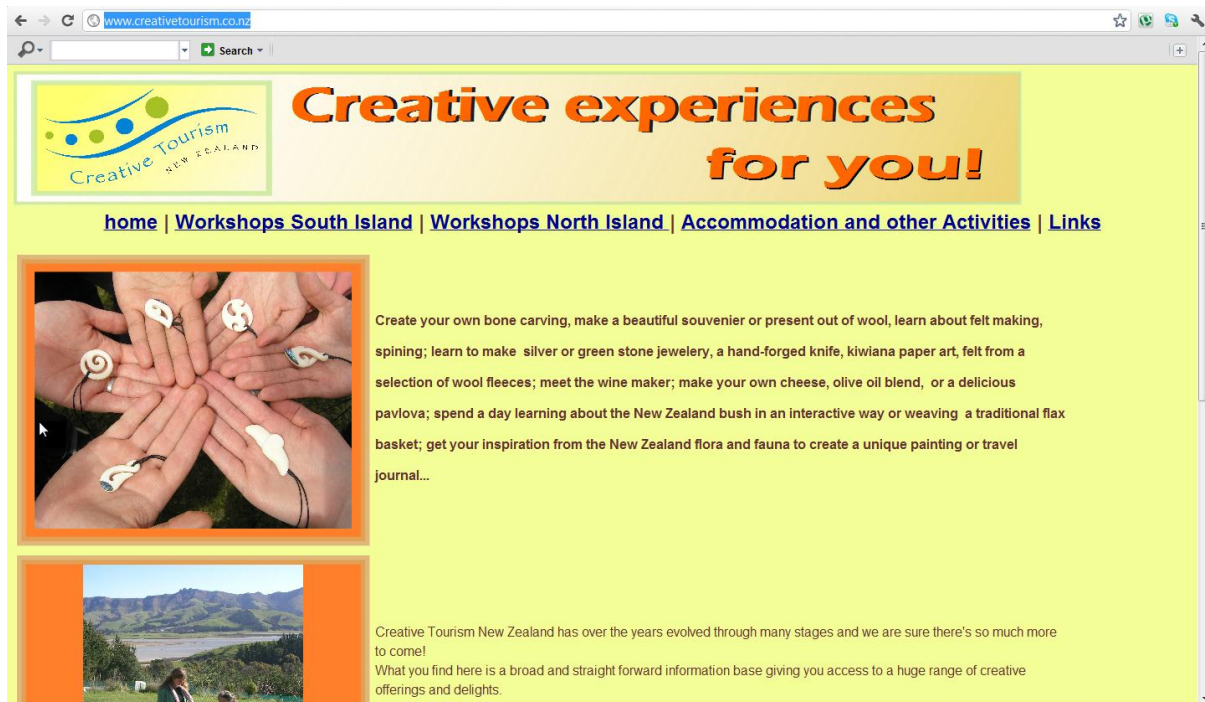 www.creativetourism.co.nz
Search
Creative Tourism
NEW ZEALAND
Creative experiences
for you!
home | Workshops South Island | Workshops North Island | Accommodation and other Activities | Links
Create your own bone carving, make a beautiful souvenier or present out of wool, learn about felt making,
spining; learn to make silver or green stone jewelery, a hand-forged knife, kiwiana paper art, felt from a
selection of wool fleeces; meet the wine maker; make your own cheese, olive oil blend, or a delicious
pavlova; spend a day learning about the New Zealand bush in an interactive way or weaving a traditional flax
basket; get your inspiration from the New Zealand flora and fauna to create a unique painting or travel
journal...
Creative Tourism New Zealand has over the years evolved through many stages and we are sure there's so much more
to come!
What you find here is a broad and straight forward information base giving you access to a huge range of creative
offerings and delights.